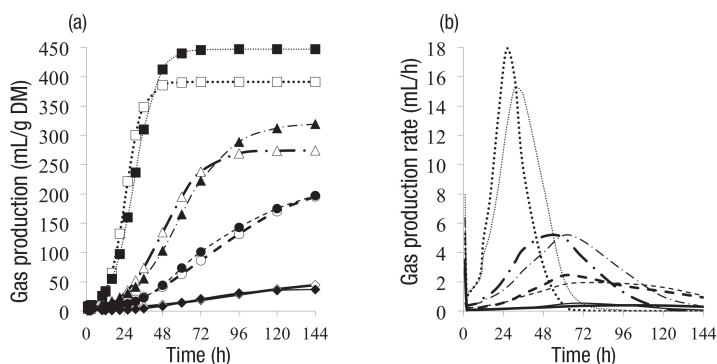 (a)
Gas production (mL/g DM)
450
400
350
300
250
200
150
100
50
0
0 24 48 72 96 120 144
Time (h)
(b)
Gas production rate (mL/h)
18
16
14
12
10
8
6
4
2
0
0 24 48 72 96 120 144
Time (h)